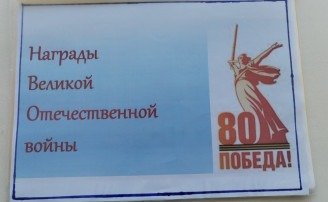 Награды
Великой
Отечественной
войны
80
ПОБЕДА!